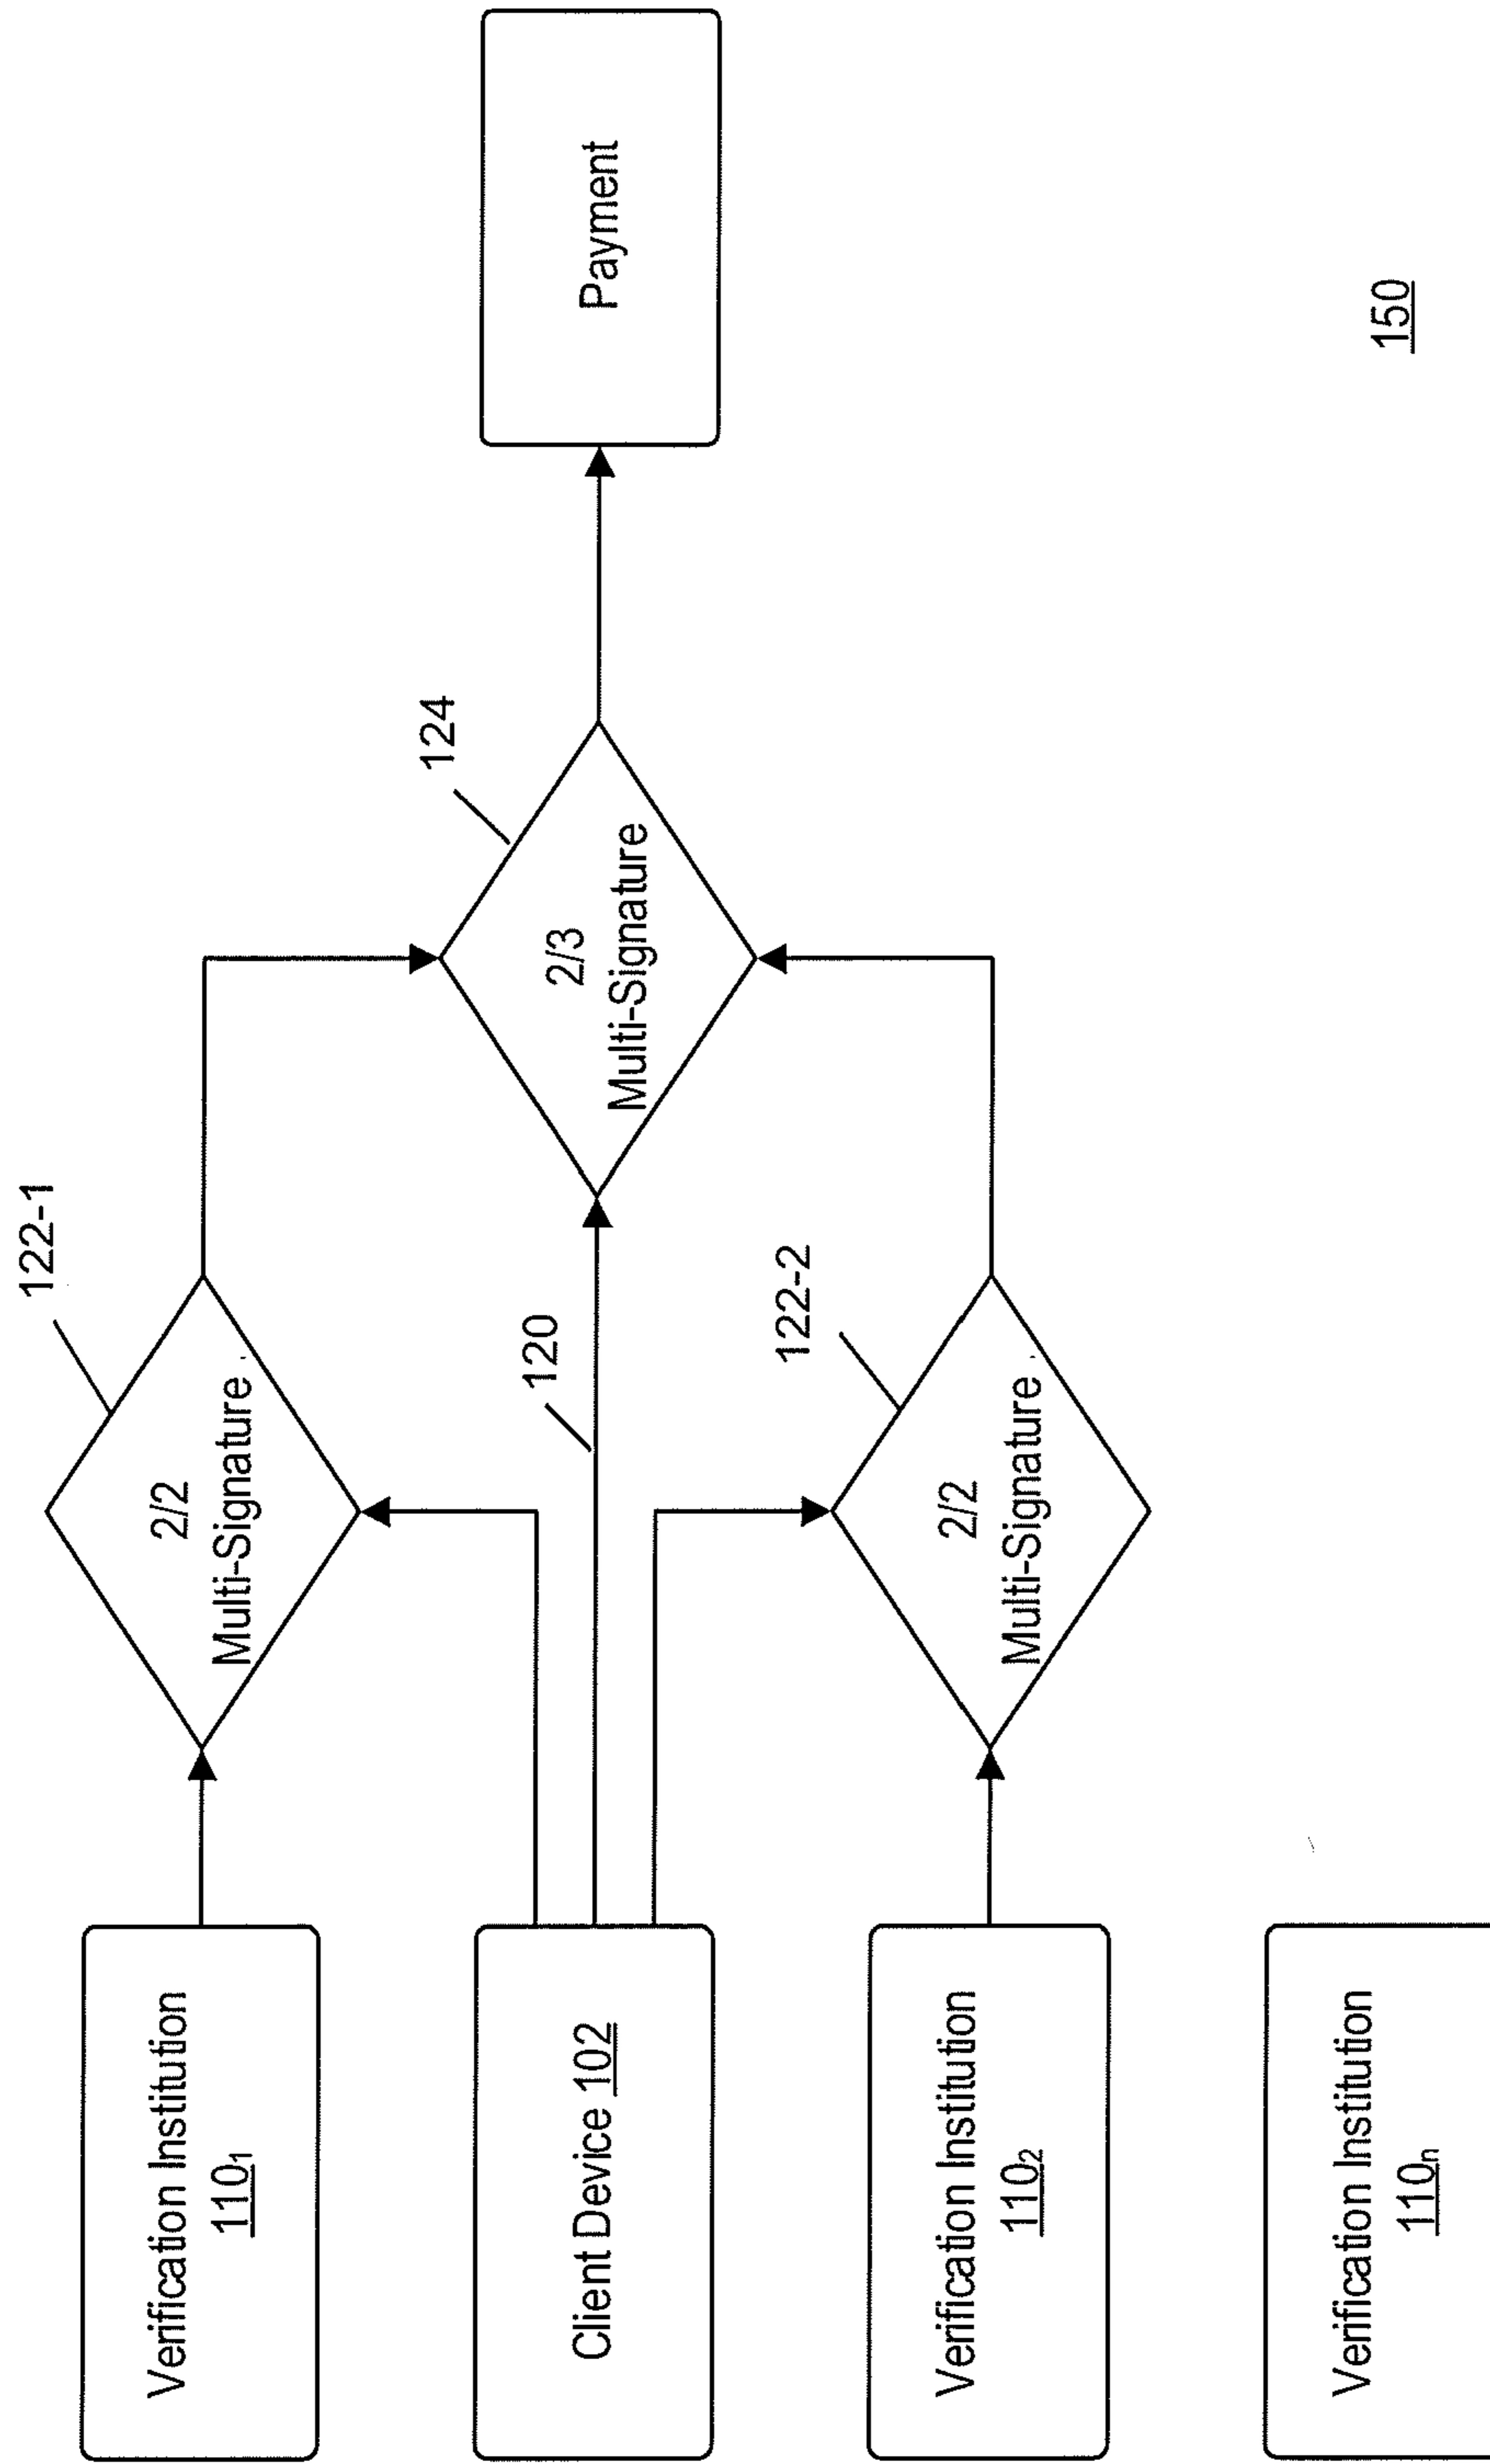 Verification Institution
110₁
Client Device 102
Verification Institution
110₂
Verification Institution
110ₙ
122-1
2/2
Multi-Signature
120
122-2
2/2
Multi-Signature
124
2/3
Multi-Signature
Payment
150